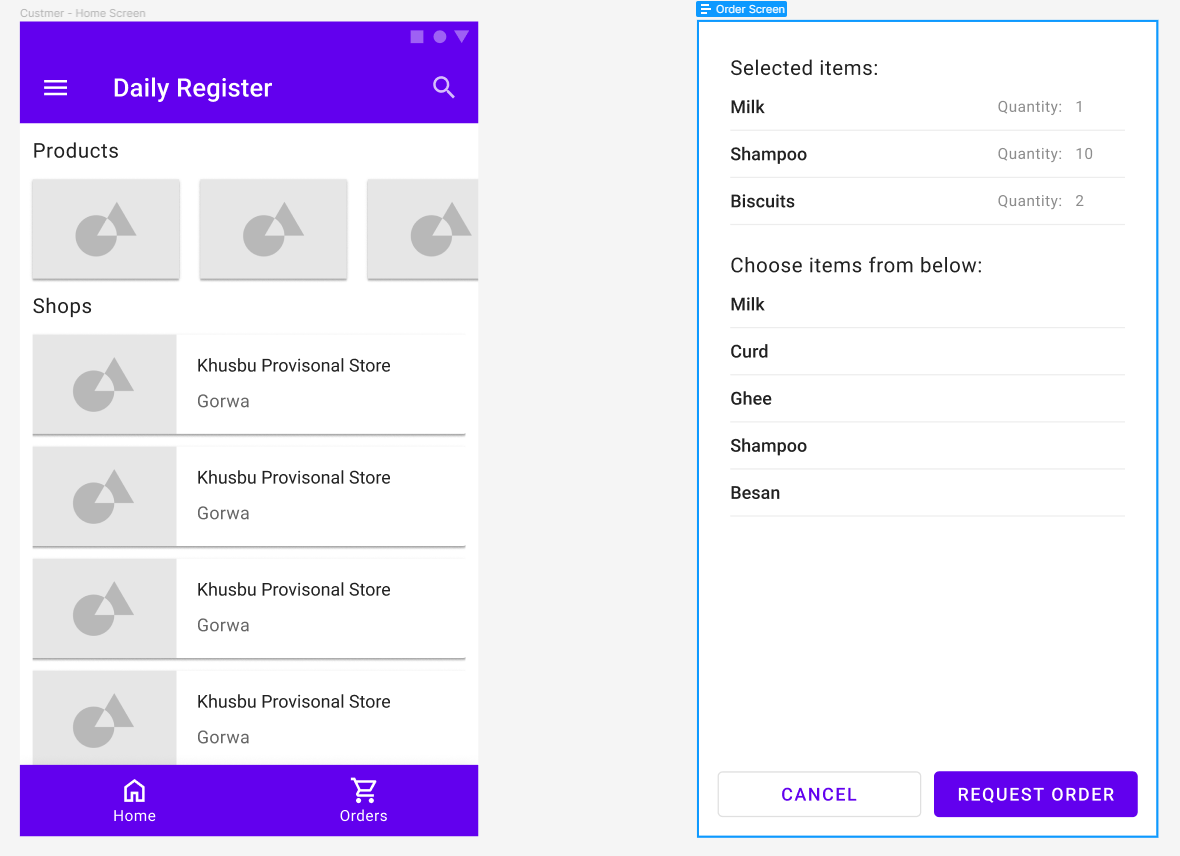 Custmer - Home Screen
Daily Register
Products
Shops
Khusbu Provisonal Store
Gorwa
Khusbu Provisonal Store
Gorwa
Khusbu Provisonal Store
Gorwa
Khusbu Provisonal Store
Gorwa
Home
Orders
Order Screen
Selected items:
Milk Quantity: 1
Shampoo Quantity: 10
Biscuits Quantity: 2
Choose items from below:
Milk
Curd
Ghee
Shampoo
Besan
CANCEL
REQUEST ORDER